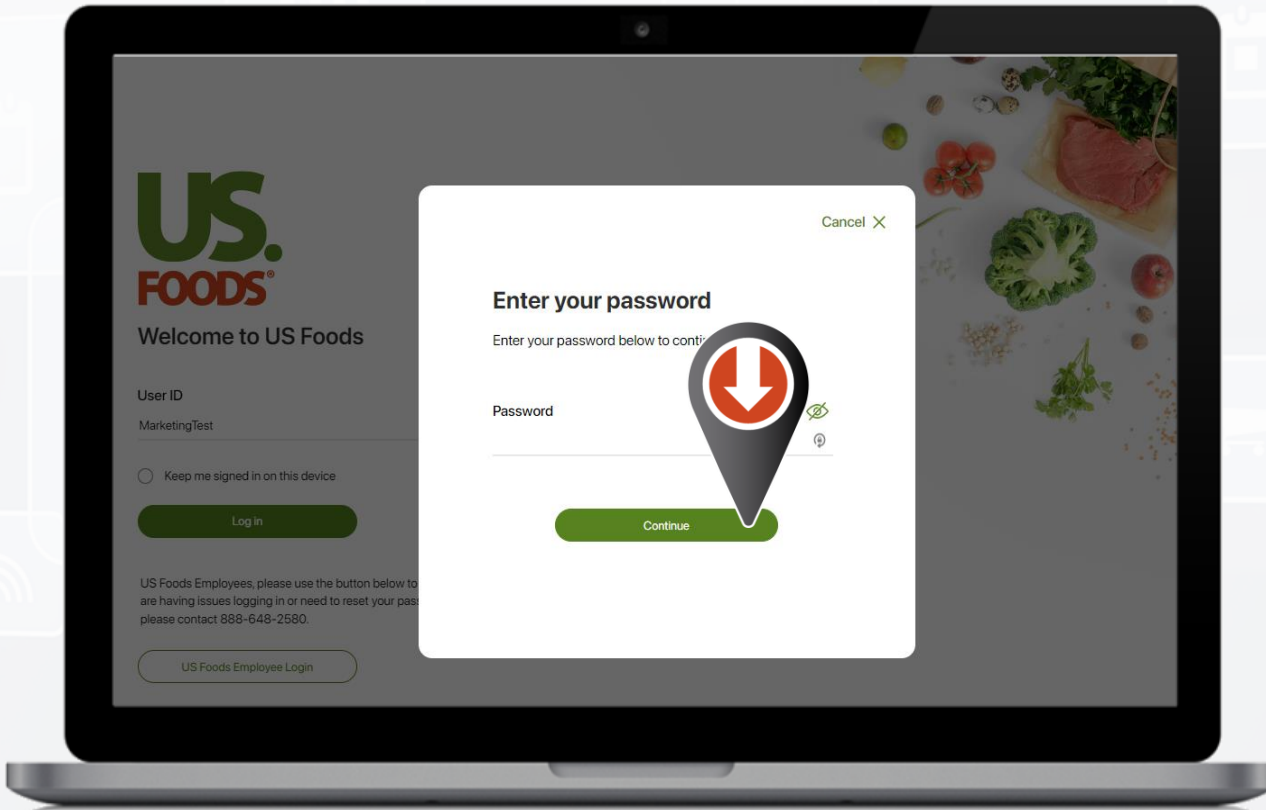 US.
FOODS®
Welcome to US Foods
User ID
MarketingTest
Keep me signed in on this device
Log in
US Foods Employees, please use the button below to
are having issues logging in or need to reset your
please contact 888-648-2580.
US Foods Employee Login
Cancel
Enter your password
Enter your password below to
Password
Continue